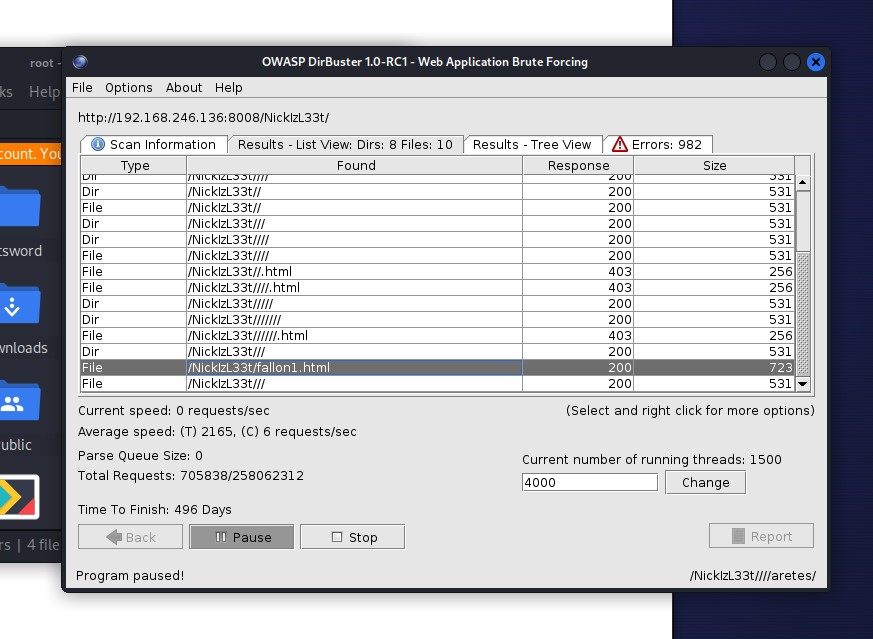 root -
ks Help
count. You
tsword
wnloads
ublic
rs | 4 file
OWASP DirBuster 1.0-RC1 - Web Application Brute Forcing
File Options About Help
http://192.168.246.136:8008/NickIzL33t/
Scan Information Results - List View: Dirs: 8 Files: 10 Results - Tree View Errors: 982
Type Found Response Size
Dir /NickIzL33t//// 200 531
Dir /NickIzL33t// 200 531
File /NickIzL33t// 200 531
Dir /NickIzL33t/// 200 531
Dir /NickIzL33t//// 200 531
File /NickIzL33t//// 200 531
File /NickIzL33t//.html 403 256
File /NickIzL33t////.html 403 256
Dir /NickIzL33t///// 200 531
Dir /NickIzL33t/////// 200 531
File /NickIzL33t//////.html 403 256
Dir /NickIzL33t/// 200 531
File /NickIzL33t/fallon1.html 200 723
File /NickIzL33t/// 200 531
Current speed: 0 requests/sec (Select and right click for more options)
Average speed: (T) 2165, (C) 6 requests/sec
Parse Queue Size: 0
Total Requests: 705838/258062312
Current number of running threads: 1500
4000 Change
Time To Finish: 496 Days
Back Pause Stop Report
Program paused! /NickIzL33t////aretes/